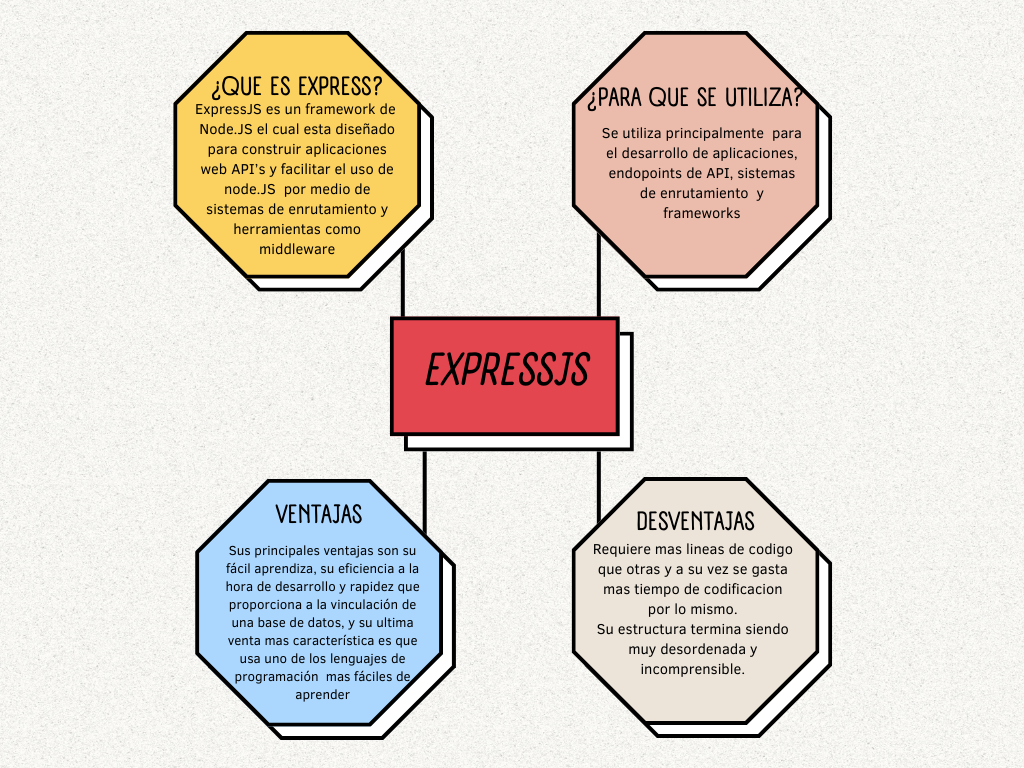 ¿QUE ES EXPRESS?
ExpressJS es un framework de
Node.JS el cual esta diseñado
para construir aplicaciones
web API's y facilitar el uso de
node.JS  por medio de
sistemas de enrutamiento y
herramientas como
middleware
¿PARA QUE SE UTILIZA?
Se utiliza principalmente  para
el desarrollo de aplicaciones,
endopoints de API, sistemas
de enrutamiento  y
frameworks
EXPRESSJS
VENTAJAS
Sus principales ventajas son su
fácil aprendiza, su eficiencia a la
hora de desarrollo y rapidez que
proporciona a la vinculación de
una base de datos, y su ultima
venta mas característica es que
usa uno de los lenguajes de
programación  mas fáciles de
aprender
DESVENTAJAS
Requiere mas lineas de codigo
que otras y a su vez se gasta
mas tiempo de codificacion
por lo mismo.
Su estructura termina siendo
muy desordenada y
incomprensible.